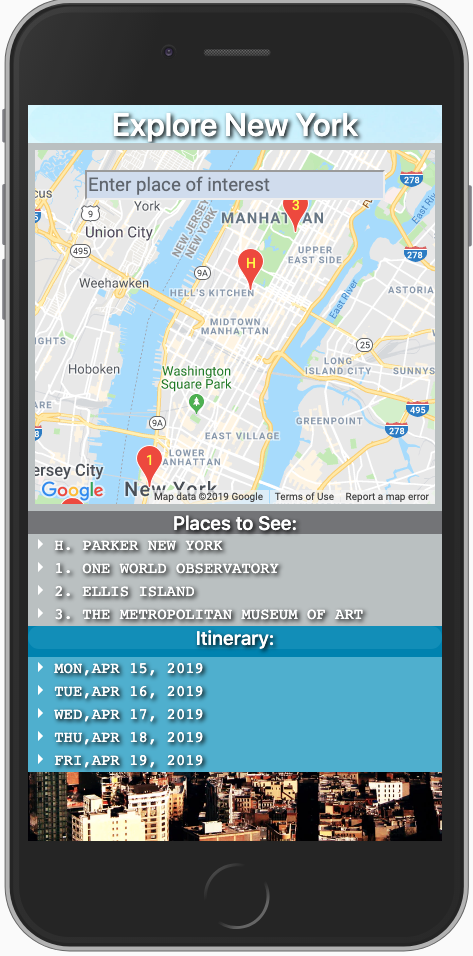 Explore New York
Enter place of interest
cus
York
9
Union City
NEW JERSEY
NEW YORK
3
MANHATTAN
278
East Riv
495
UPPER
EAST SIDE
278
H
9A
Weehawken
HELL'S KITCHEN
East River
ASTORIA
MIDTOWN
MANHATTAN
25
GHTS
Hoboken
LONG
ISLAND CITY
SUNNYS
Washington
Square Park
ARE
9A
495
278
GREENPOINT
EAST VILLAGE
1
LOWER
MANHATTAN
ersey City
New York
Google
Map data ©2019 Google Terms of Use Report a map error
Places to See:
H. PARKER NEW YORK
1. ONE WORLD OBSERVATORY
2. ELLIS ISLAND
3. THE METROPOLITAN MUSEUM OF ART
Itinerary:
MON,APR 15, 2019
TUE,APR 16, 2019
WED,APR 17, 2019
THU,APR 18, 2019
FRI,APR 19, 2019